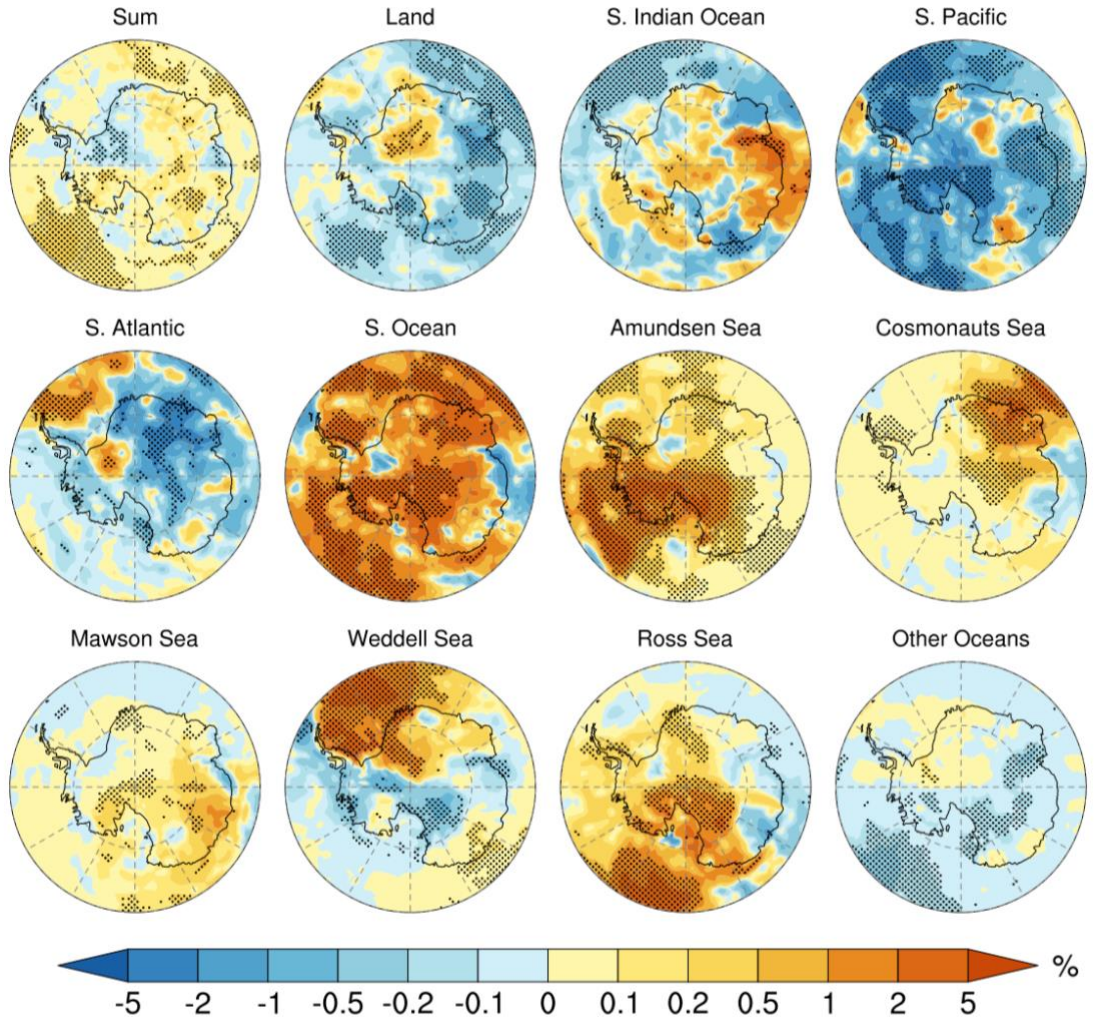 Sum
Land
S. Indian Ocean
S. Pacific
S. Atlantic
S. Ocean
Amundsen Sea
Cosmonauts Sea
Mawson Sea
Weddell Sea
Ross Sea
Other Oceans
%
-5 -2 -1 -0.5 -0.2 -0.1 0 0.1 0.2 0.5 1 2 5